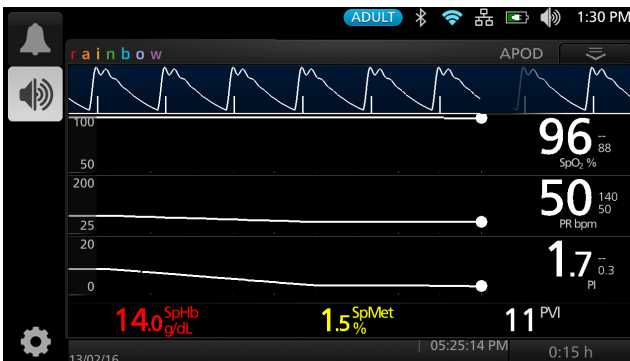 ADULT 1:30 PM
rainbow APOD
100
50
96 -- 88
SpO2 %
200
25
50 140 50
PR bpm
20
0
1.7 -- 0.3
PI
14.0 SpHb g/dL 1.5 SpMet % 11 PVI
05:25:14 PM 0:15 h
13/02/16